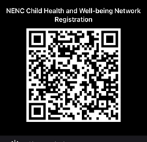 NENC Child Health and Well-being Network
Registration